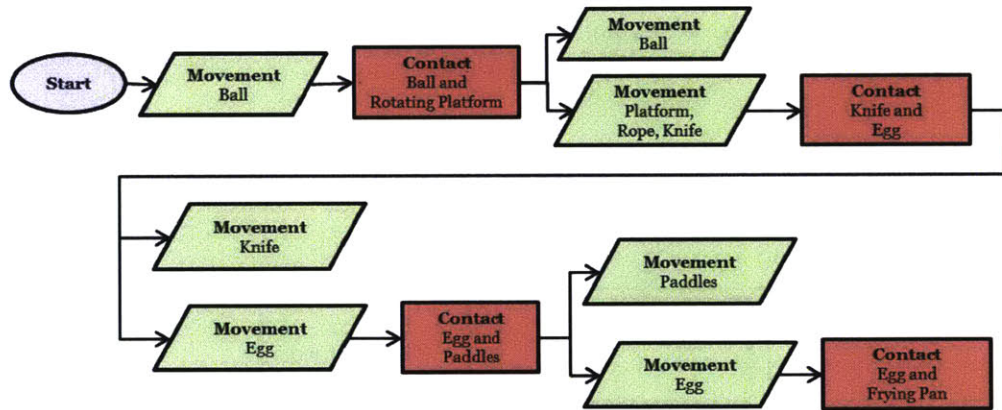 Start
Movement
Ball
Contact
Ball and
Rotating Platform
Movement
Ball
Movement
Platform,
Rope, Knife
Contact
Knife and
Egg
Movement
Knife
Movement
Egg
Contact
Egg and
Paddles
Movement
Paddles
Movement
Egg
Contact
Egg and
Frying Pan